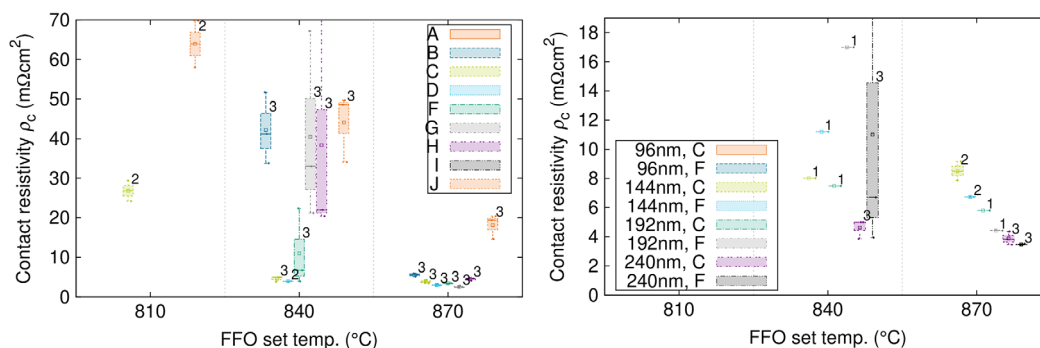 Contact resistivity ρc (mΩcm2)
70
60
50
40
30
20
10
0
810
840
870
FFO set temp. (°C)
A
B
C
D
F
G
H
I
J
2
2
3
3
2
3
3
3
3
3
3
3
3
3
3
3
Contact resistivity ρc (mΩcm2)
18
16
14
12
10
8
6
4
2
0
810
840
870
FFO set temp. (°C)
96nm, C
96nm, F
144nm, C
144nm, F
192nm, C
192nm, F
240nm, C
240nm, F
1
1
1
1
3
3
2
2
1
1
3
3